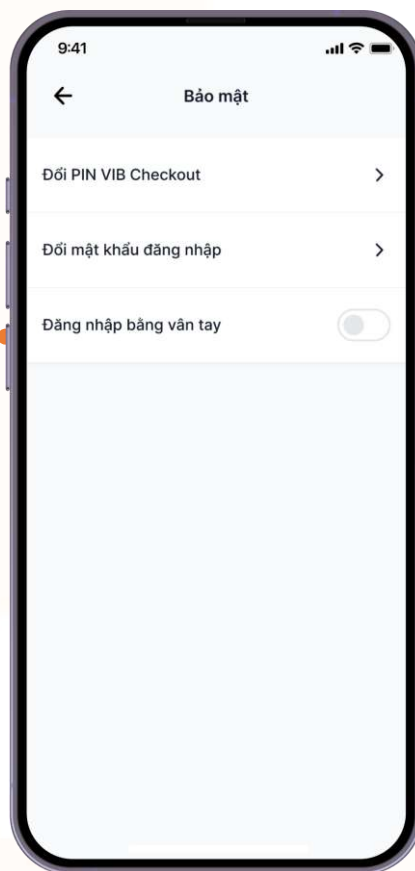 9:41
Bảo mật
Đổi PIN VIB Checkout
Đổi mật khẩu đăng nhập
Đăng nhập bằng vân tay